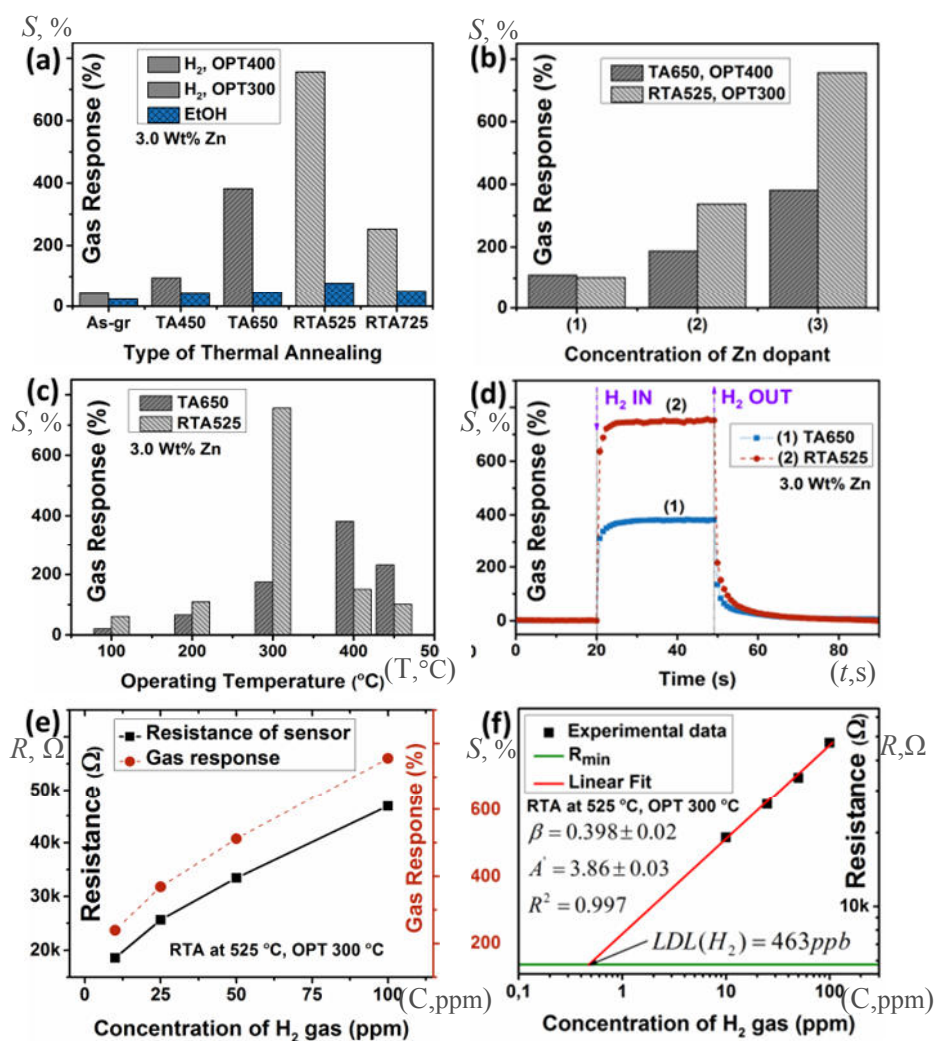 S, %
(a)
Gas Response (%)
800
400
200
0
H2, OPT400
H2, OPT300
EtOH
3.0 Wt% Zn
As-gr TA450 TA650 RTA525 RTA725
Type of Thermal Annealing
S, %
(b)
Gas Response (%)
800
400
200
0
TA650, OPT400
RTA525, OPT300
(1) (2) (3)
Concentration of Zn dopant
S, %
(c)
Gas Response (%)
800
400
200
0
TA650
RTA525
3.0 Wt% Zn
100 200 300 400 50
(T,°C)
Operating Temperature (°C)
S, %
(d)
Gas Response (%)
600
400
200
0
H2 IN
H2 OUT
(2)
(1) TA650
(2) RTA525
3.0 Wt% Zn
(1)
0 20 40 60 80
Time (s)
(t,s)
R, Ω
(e)
Resistance (Ω)
50k
40k
30k
20k
Resistance of sensor
Gas response
RTA at 525 °C, OPT 300 °C
0 25 50 75 100
(C,ppm)
Concentration of H2 gas (ppm)
Gas Response (%)
S, %
600
400
200
(f)
Experimental data
Rmin
Linear Fit
RTA at 525 °C, OPT 300 °C
β = 0.398 ± 0.02
A' = 3.86 ± 0.03
R2 = 0.997
LDL(H2) = 463ppb
R,Ω
Resistance (Ω)
10k
0,1 1 10 100
(C,ppm)
Concentration of H2 gas (ppm)